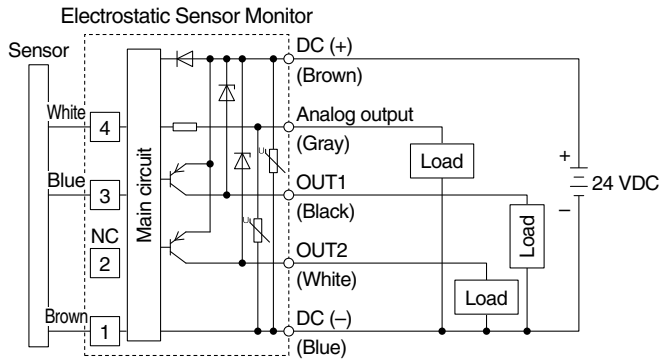 Electrostatic Sensor Monitor
Sensor
DC (+)
(Brown)
White
4
Analog output
(Gray)
Load
Main circuit
U
Blue
3
OUT1
(Black)
+
24 VDC
–
Load
NC
2
U
OUT2
(White)
Load
Brown
1
DC (–)
(Blue)